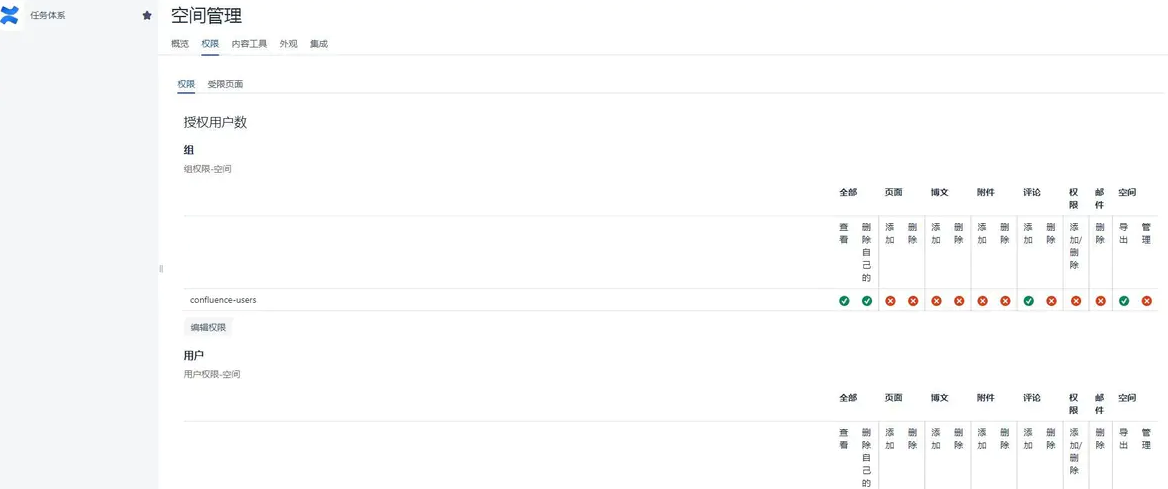 任务体系
空间管理
概览 权限 内容工具 外观 集成
权限 受限页面
授权用户数
组
组权限-空间
全部 页面 博文 附件 评论 权限 邮件 空间
查看 删除自己的 添加 删除 添加 删除 添加 删除 添加 删除 添加/删除 删除 导出 管理
confluence-users
编辑权限
用户
用户权限-空间
全部 页面 博文 附件 评论 权限 邮件 空间
查看 删除自己的 添加 删除 添加 删除 添加 删除 添加 删除 添加/删除 删除 导出 管理